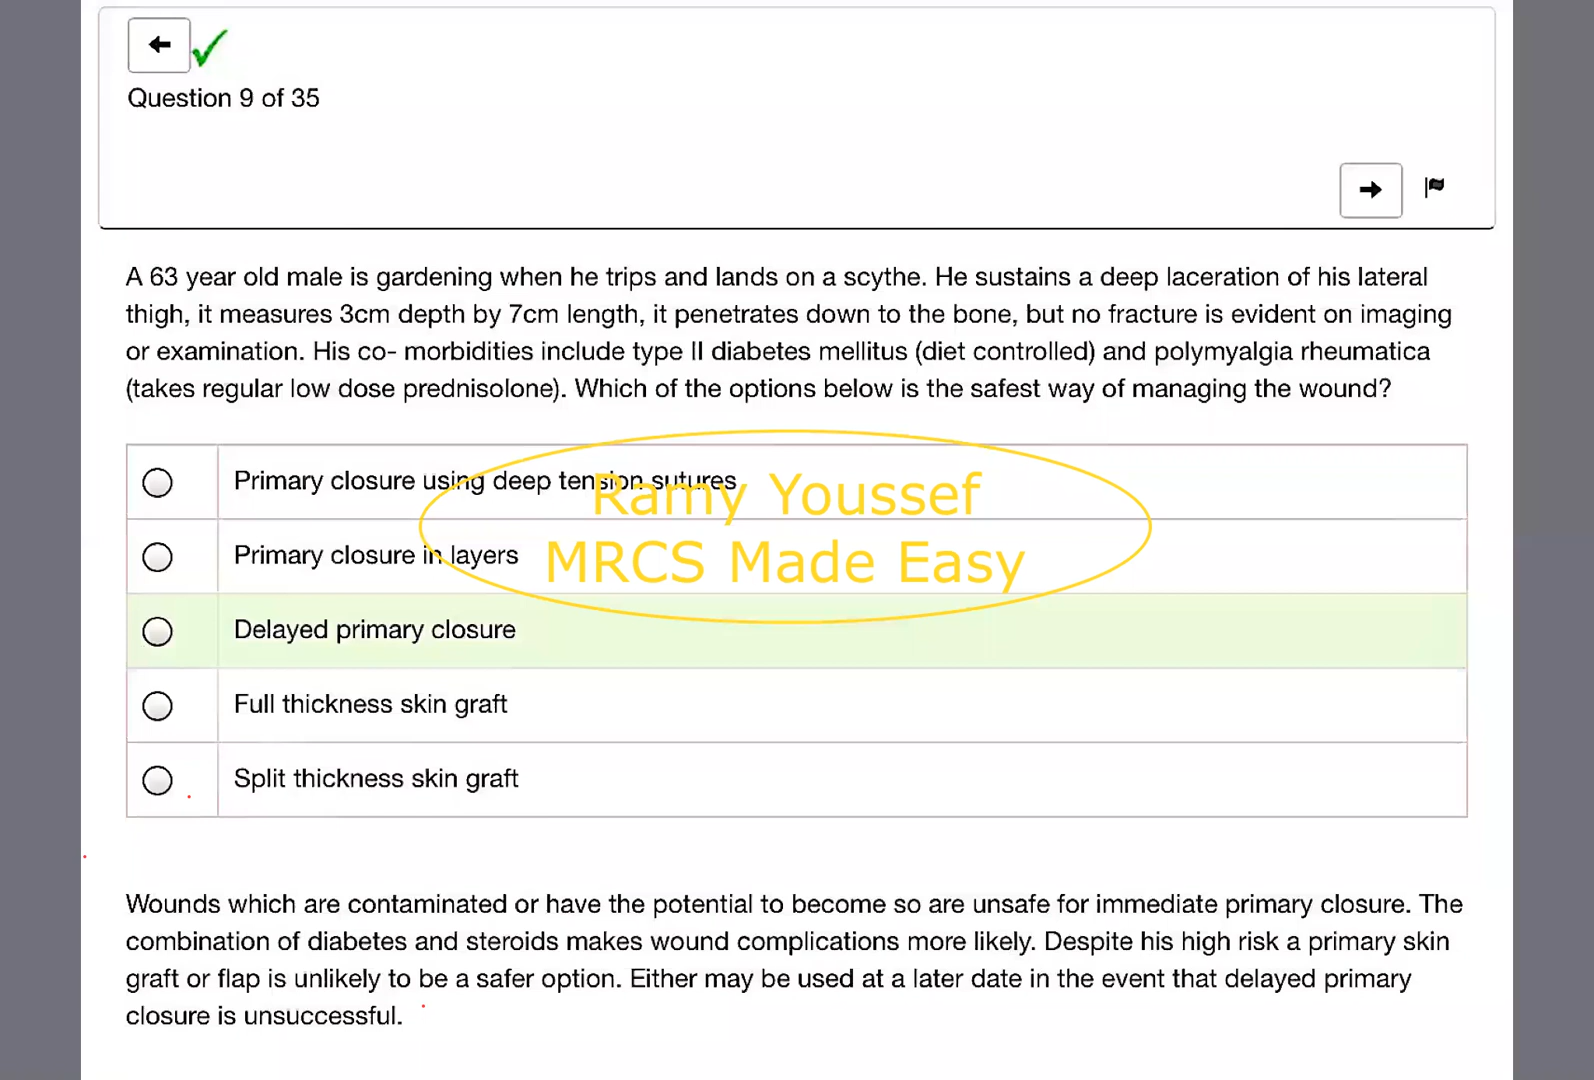 Question 9 of 35
A 63 year old male is gardening when he trips and lands on a scythe. He sustains a deep laceration of his lateral
thigh, it measures 3cm depth by 7cm length, it penetrates down to the bone, but no fracture is evident on imaging
or examination. His co- morbidities include type II diabetes mellitus (diet controlled) and polymyalgia rheumatica
(takes regular low dose prednisolone). Which of the options below is the safest way of managing the wound?
Primary closure using deep tension sutures
Ramy Youssef
Primary closure in layers
MRCS Made Easy
Delayed primary closure
Full thickness skin graft
Split thickness skin graft
Wounds which are contaminated or have the potential to become so are unsafe for immediate primary closure. The
combination of diabetes and steroids makes wound complications more likely. Despite his high risk a primary skin
graft or flap is unlikely to be a safer option. Either may be used at a later date in the event that delayed primary
closure is unsuccessful.